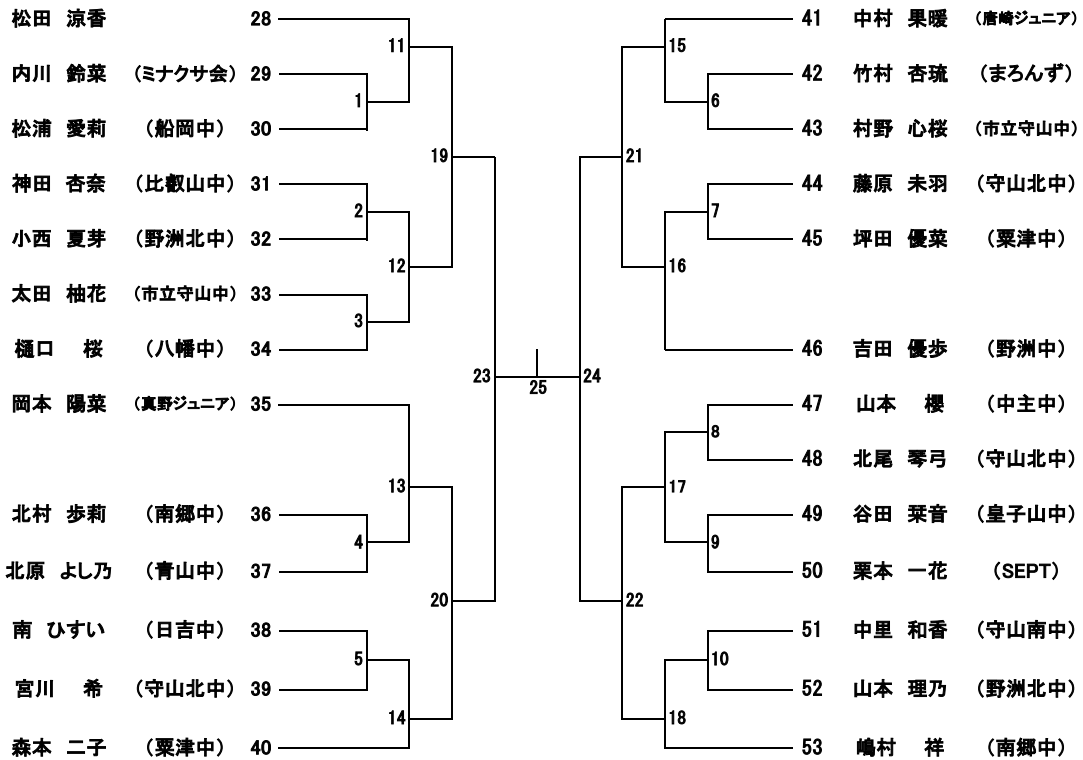 松田 涼香 28
内川 鈴菜 (ミナクサ会) 29
松浦 愛莉 (船岡中) 30
神田 杏奈 (比叡山中) 31
小西 夏芽 (野洲北中) 32
太田 柚花 (市立守山中) 33
樋口 桜 (八幡中) 34
岡本 陽菜 (真野ジュニア) 35
北村 歩莉 (南郷中) 36
北原 よし乃 (青山中) 37
南 ひすい (日吉中) 38
宮川 希 (守山北中) 39
森本 二子 (粟津中) 40
1
2
3
4
5
11
12
13
14
19
20
23
25
24
21
22
15
16
17
18
6
7
8
9
10
41 中村 果暖 (唐崎ジュニア)
42 竹村 杏琉 (まろんず)
43 村野 心桜 (市立守山中)
44 藤原 未羽 (守山北中)
45 坪田 優菜 (粟津中)
46 吉田 優歩 (野洲中)
47 山本 櫻 (中主中)
48 北尾 琴弓 (守山北中)
49 谷田 栞音 (皇子山中)
50 栗本 一花 (SEPT)
51 中里 和香 (守山南中)
52 山本 理乃 (野洲北中)
53 嶋村 祥 (南郷中)